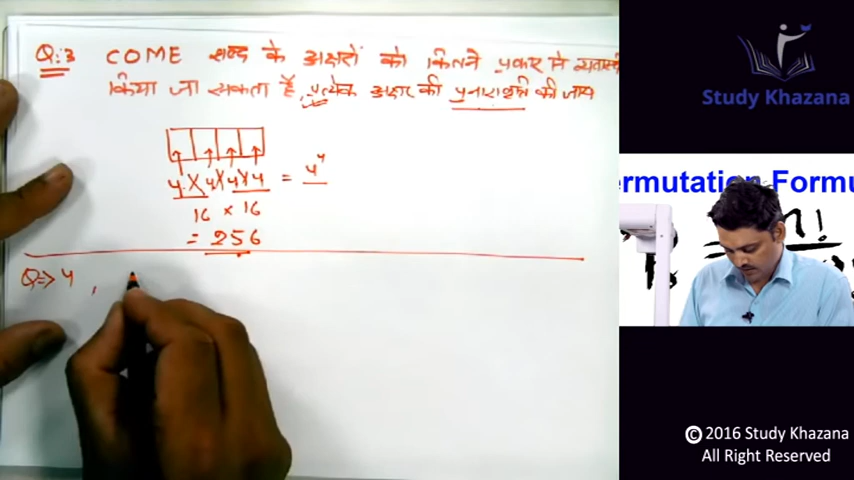 Q:3 COME शब्द के अक्षरों को कितने प्रकार से
किया जा सकता है, प्रत्येक अक्षर की पुनरावृत्ति की जाय
4 x 4 x 4 x 4 = 4⁴
16 x 16
= 256
Q=> 4 ,
Study Khazana
ermutation Formu
n!
© 2016 Study Khazana
All Right Reserved